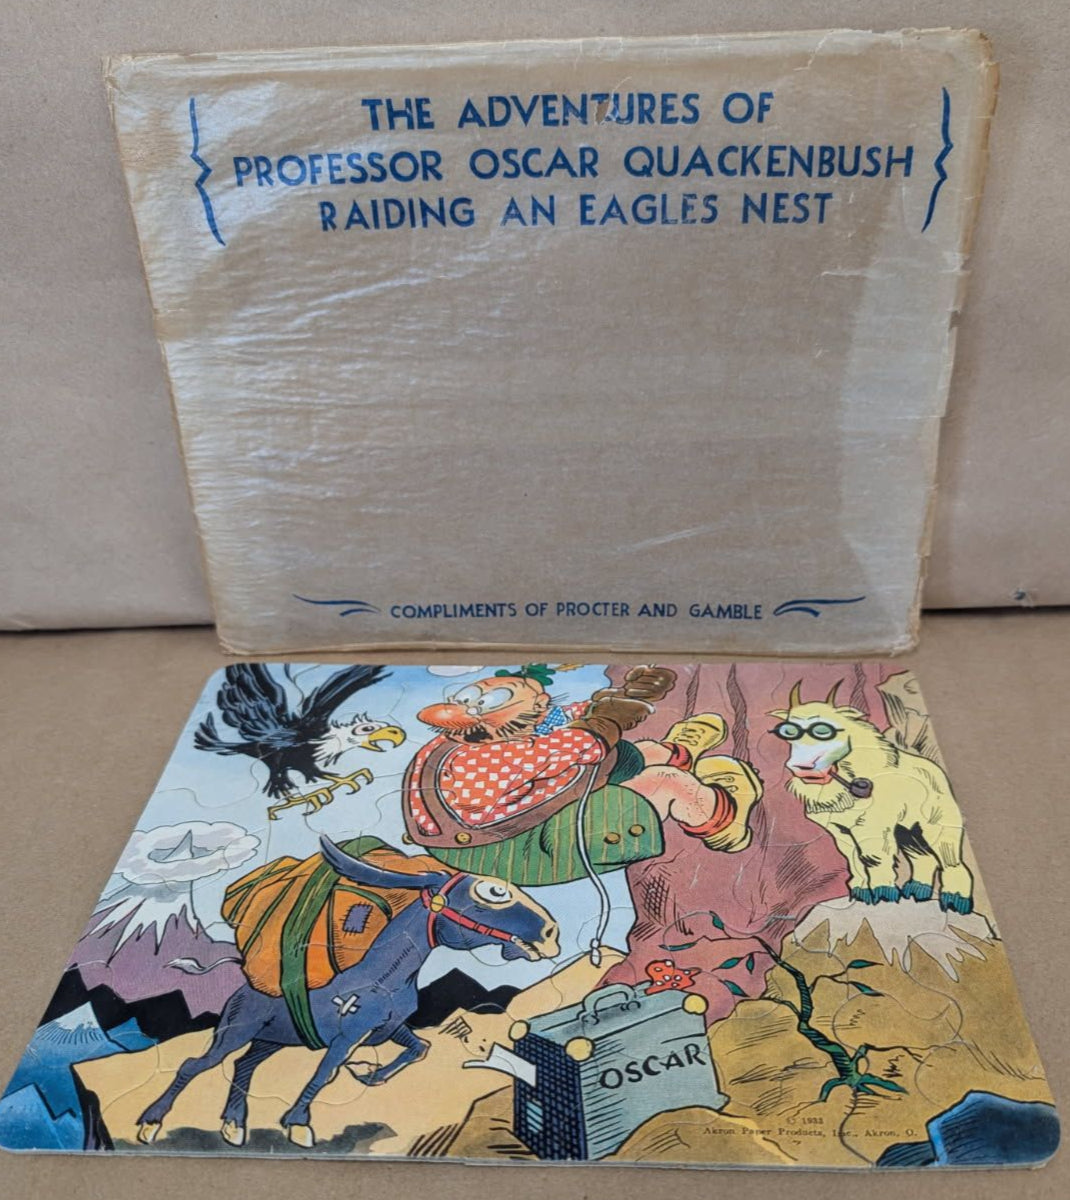 THE ADVENTURES OF
PROFESSOR OSCAR QUACKENBUSH
RAIDING AN EAGLES NEST
COMPLIMENTS OF PROCTER AND GAMBLE
OSCAR
© 1933
Akron Paper Products, Inc., Akron, O.